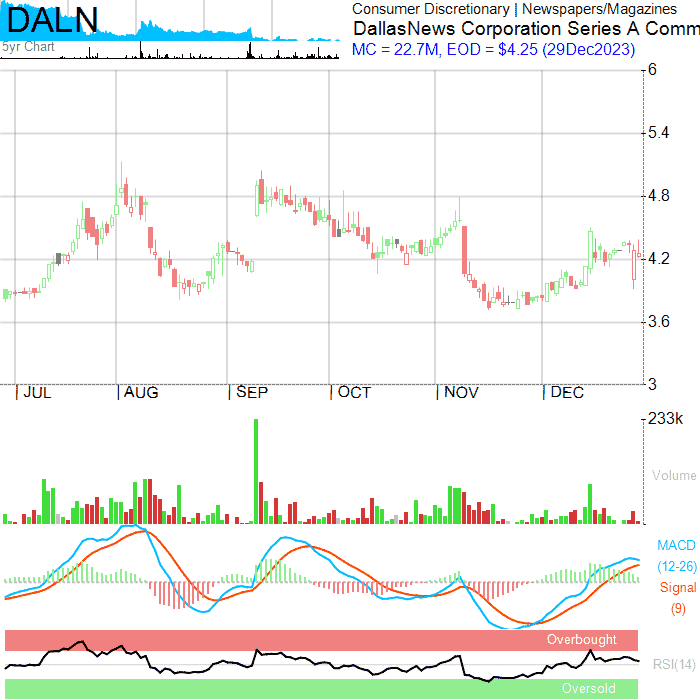 DALN
5yr Chart
Consumer Discretionary | Newspapers/Magazines
DallasNews Corporation Series A Comm
MC = 22.7M, EOD = $4.25 (29Dec2023)
6
5.4
4.8
4.2
3.6
3
JUL
AUG
SEP
OCT
NOV
DEC
233k
Volume
MACD
(12-26)
Signal
(9)
Overbought
RSI(14)
Oversold